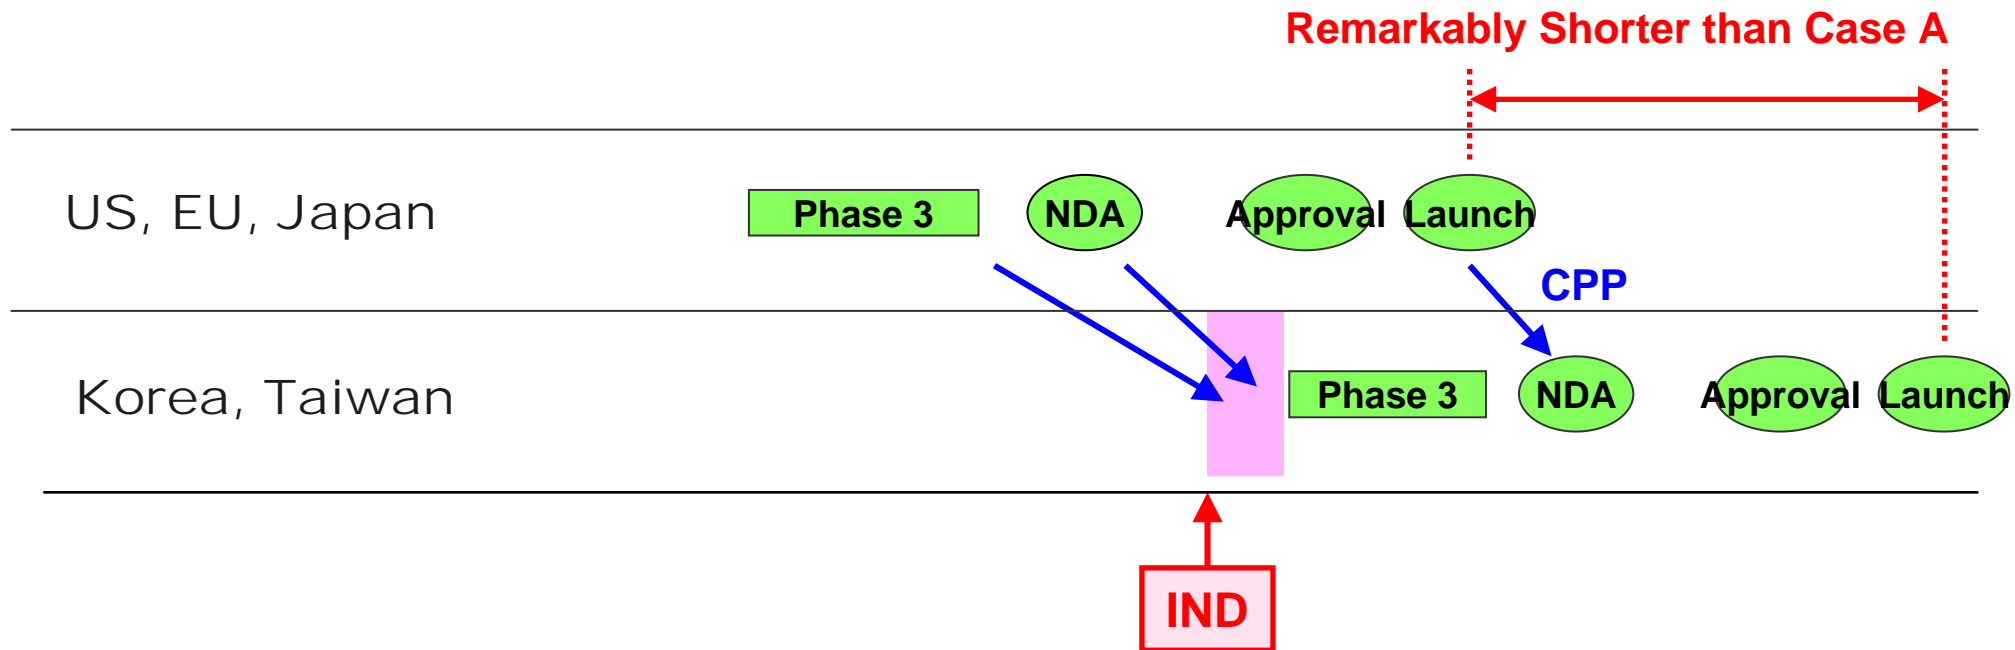 Remarkably Shorter than Case A
US, EU, Japan
Phase 3
NDA
Approval
Launch
CPP
Korea, Taiwan
Phase 3
NDA
Approval
Launch
IND